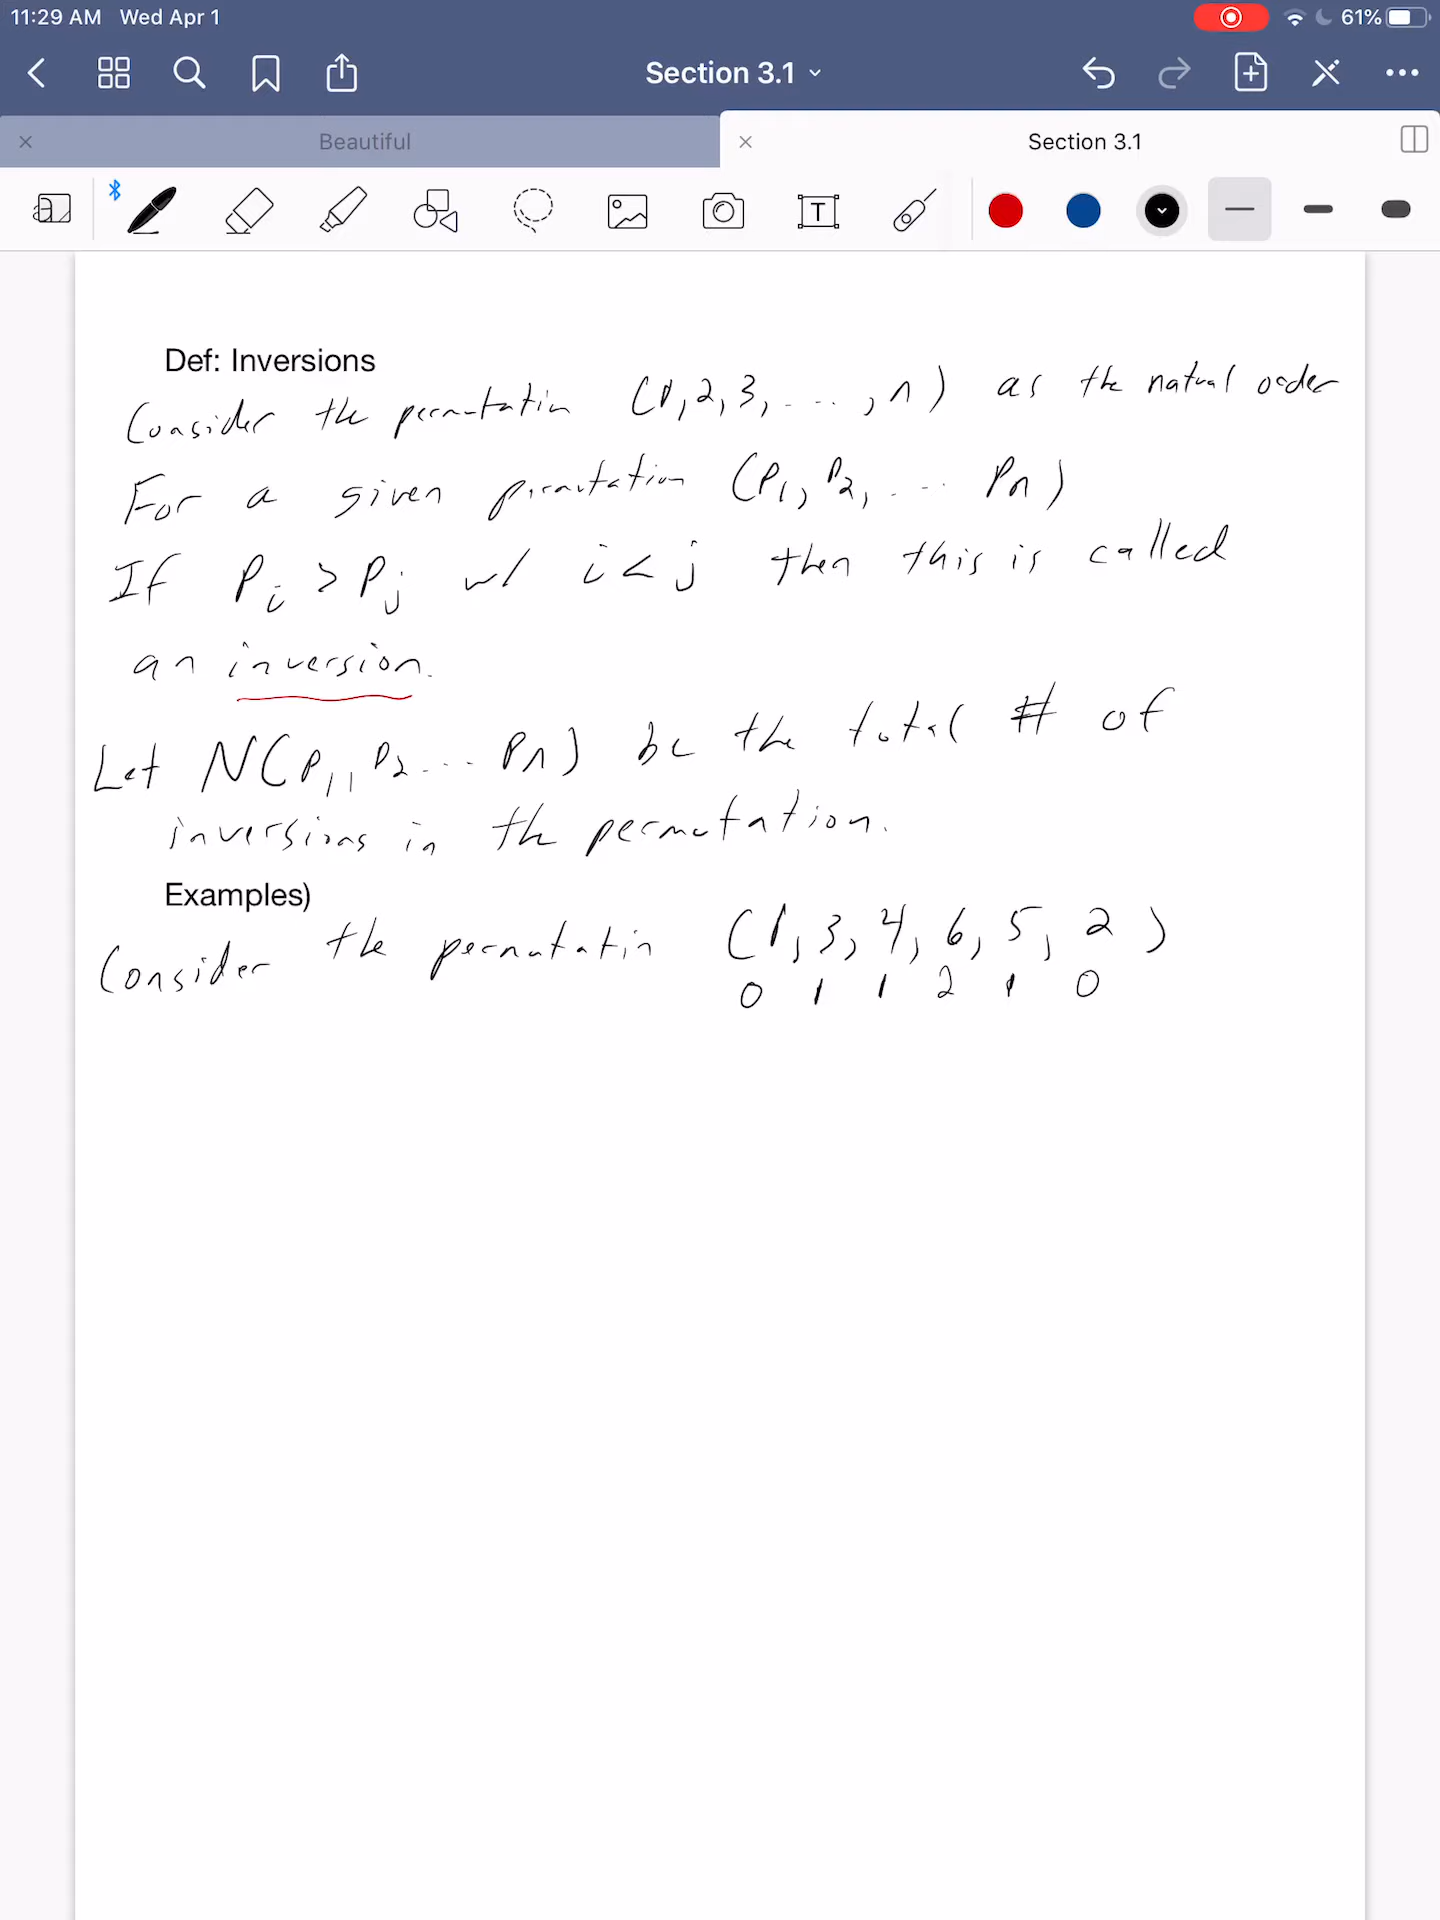 11:29 AM Wed Apr 1
61%
Section 3.1
Beautiful
Section 3.1
T
Def: Inversions
Consider the permutation (1, 2, 3, . . . . , n) as the natural order
For a given permutation (P1, P2, . . . . Pn)
If Pi > Pj w/ i < j then this is called
an inversion.
Let N(P1, P2 . . . . Pn) be the total # of
inversions in the permutation.
Examples)
Consider the permutatin (1, 3, 4, 6, 5, 2)
0 1 1 2 1 0